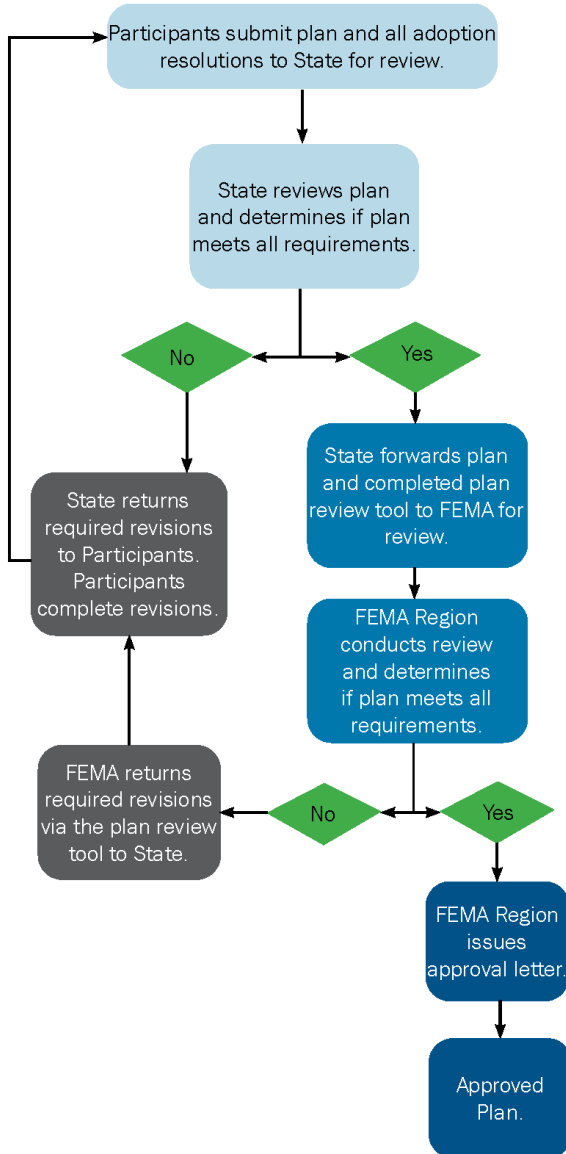 Participants submit plan and all adoption
resolutions to State for review.
State reviews plan
and determines if plan
meets all requirements.
No
Yes
State returns
required revisions
to Participants.
Participants
complete revisions.
State forwards plan
and completed plan
review tool to FEMA for
review.
FEMA Region
conducts review
and determines
if plan meets all
requirements.
FEMA returns
required revisions
via the plan review
tool to State.
No
Yes
FEMA Region
issues
approval letter.
Approved
Plan.